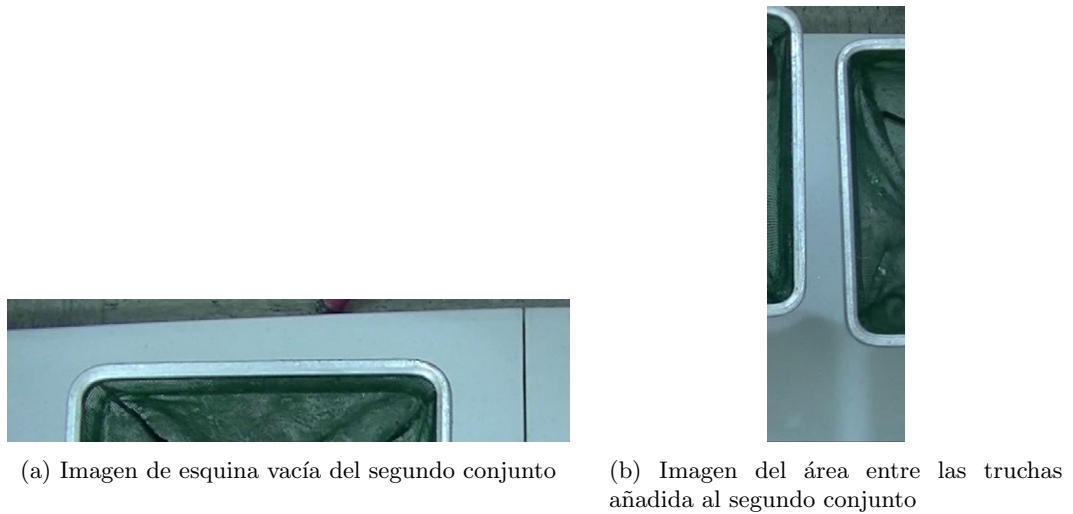 (a) Imagen de esquina vacía del segundo conjunto
(b) Imagen del área entre las truchas
añadida al segundo conjunto